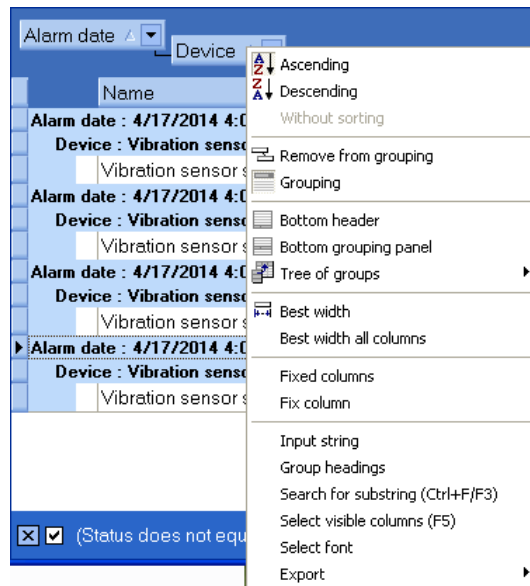 Alarm date
Device
Name
Alarm date : 4/17/2014 4:0
Device : Vibration senso
Vibration sensor s
Alarm date : 4/17/2014 4:0
Device : Vibration senso
Vibration sensor s
Alarm date : 4/17/2014 4:0
Device : Vibration senso
Vibration sensor s
Alarm date : 4/17/2014 4:0
Device : Vibration senso
Vibration sensor s
(Status does not equ
Ascending
Descending
Without sorting
Remove from grouping
Grouping
Bottom header
Bottom grouping panel
Tree of groups
Best width
Best width all columns
Fixed columns
Fix column
Input string
Group headings
Search for substring (Ctrl+F/F3)
Select visible columns (F5)
Select font
Export